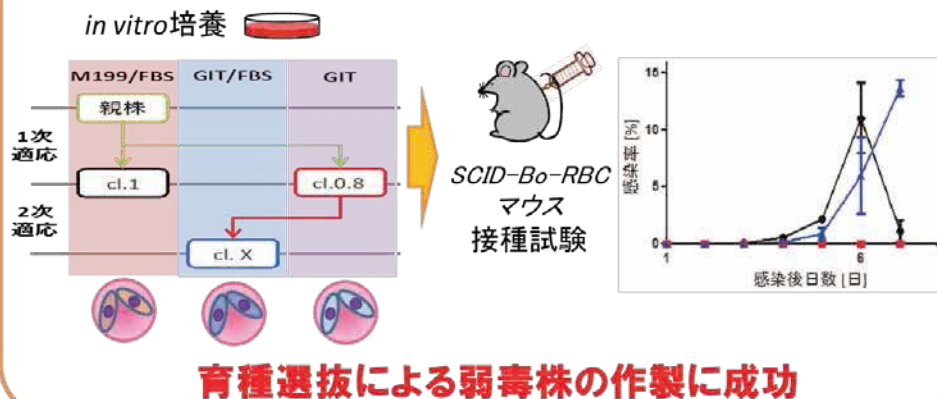 in vitro培養
M199/FBS GIT/FBS GIT
親株
1次
適応
cl.1 cl.0.8
2次
適応
cl. X
SCID-Bo-RBC
マウス
接種試験
感染率 [%]
15
10
5
0
1 6
感染後日数 [日]
育種選抜による弱毒株の作製に成功